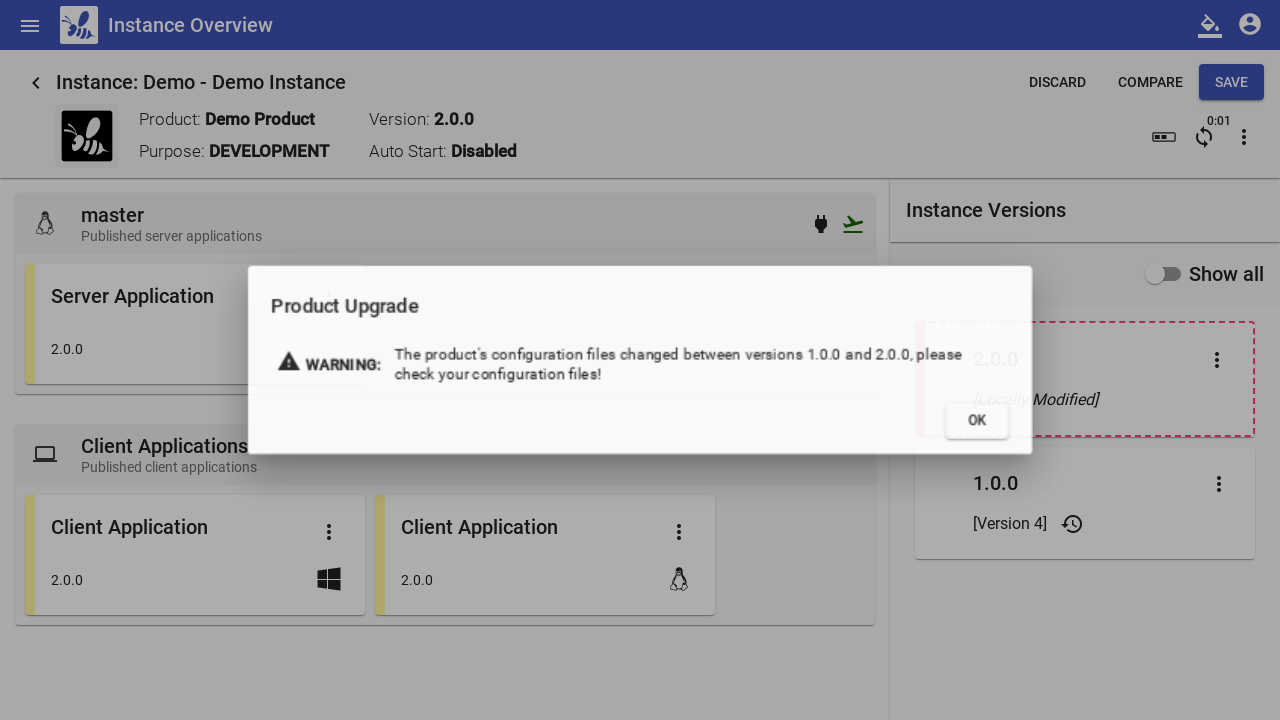 Instance Overview
Instance: Demo - Demo Instance
DISCARD
COMPARE
SAVE
Product: Demo Product
Version: 2.0.0
0:01
Purpose: DEVELOPMENT
Auto Start: Disabled
master
Published server applications
Instance Versions
Show all
Server Application
2.0.0
Product Upgrade
WARNING:
The product's configuration files changed between versions 1.0.0 and 2.0.0, please
check your configuration files!
OK
2.0.0
[Locally Modified]
Client Applications
Published client applications
1.0.0
[Version 4]
Client Application
2.0.0
Client Application
2.0.0